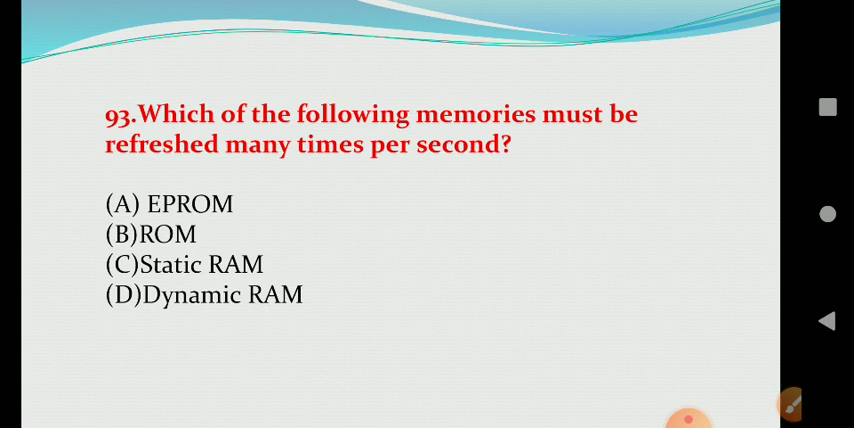 93.Which of the following memories must be
refreshed many times per second?
(A) EPROM
(B)ROM
(C)Static RAM
(D)Dynamic RAM